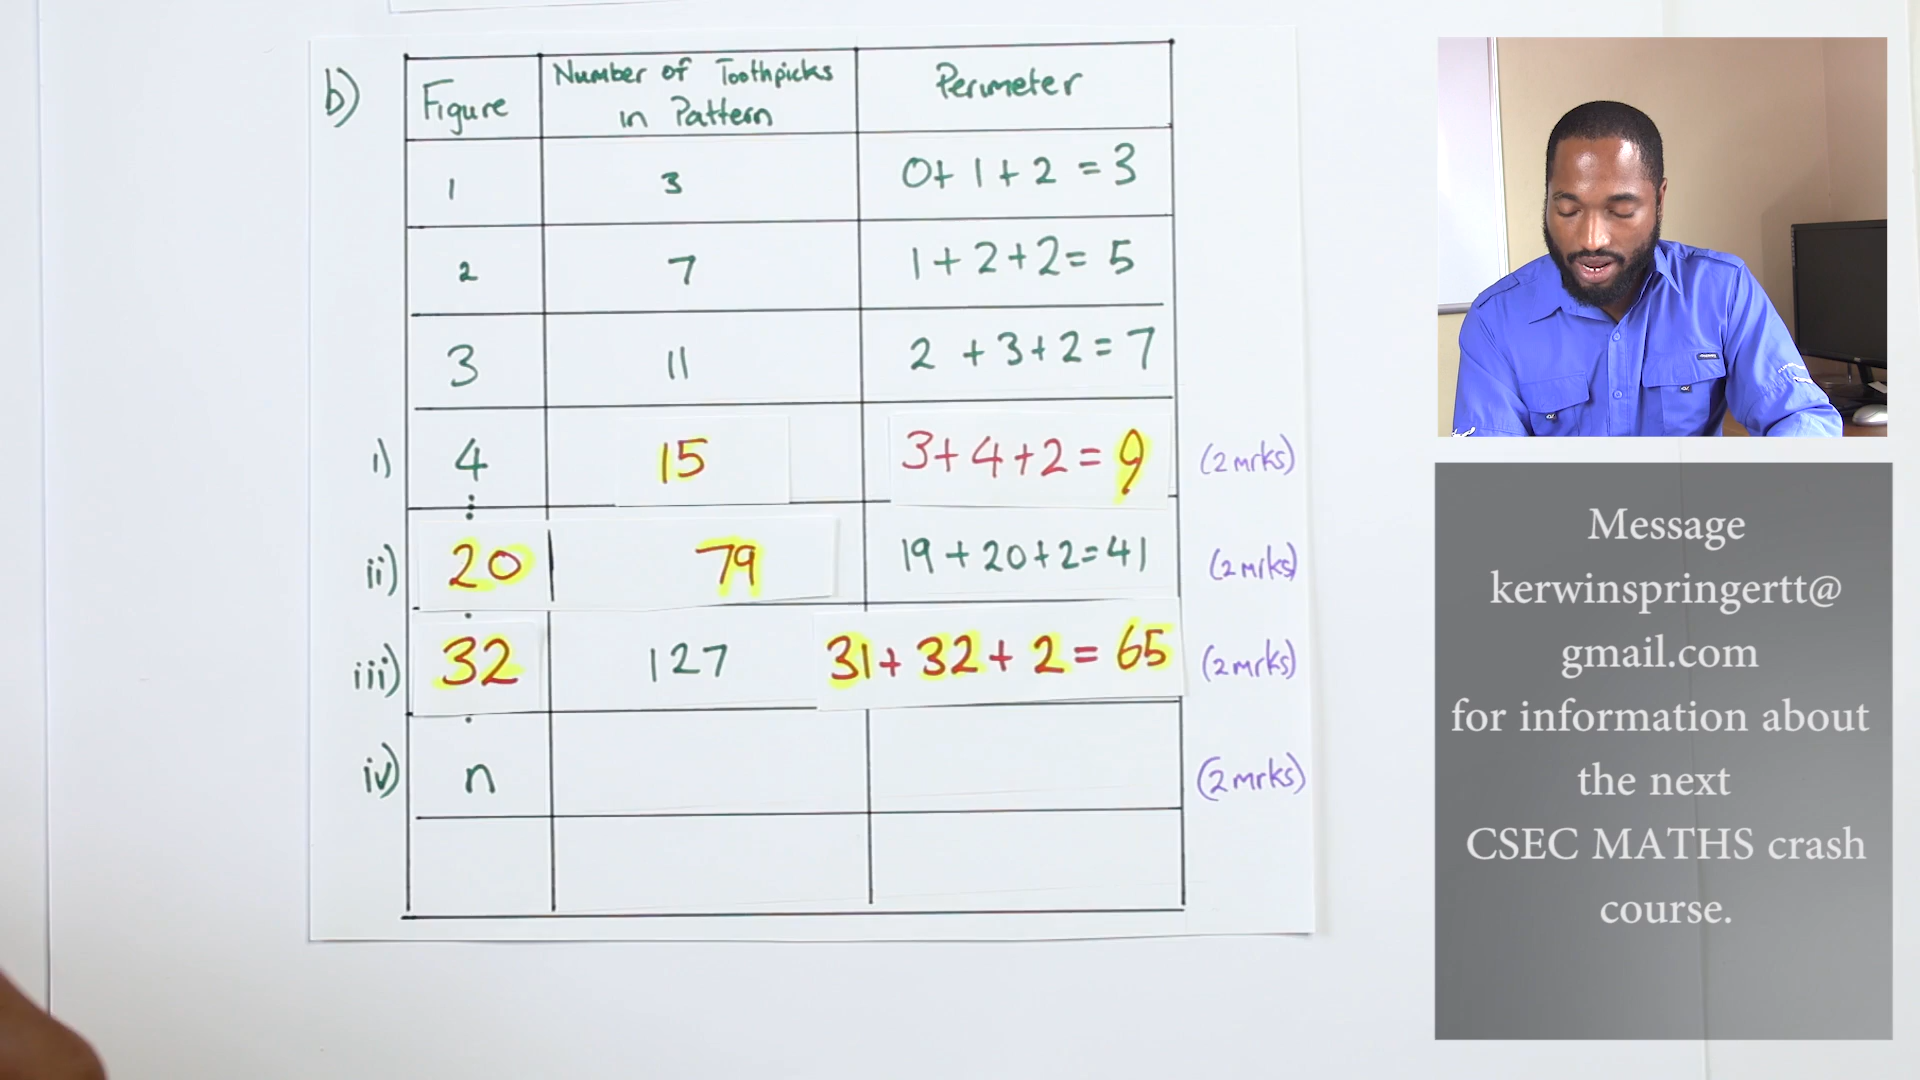 b)
Figure
Number of Toothpicks
in Pattern
Perimeter
1 3 0+ 1 + 2 = 3
2 7 1 + 2 + 2 = 5
3 11 2 + 3 + 2 = 7
i) 4 15 3 + 4 + 2 = 9 (2 mrks)
ii) 20 79 19 + 20 + 2 = 41 (2 mrks)
iii) 32 127 31 + 32 + 2 = 65 (2 mrks)
iv) n (2 mrks)
Message
kerwinspringertt@
gmail.com
for information about
the next
CSEC MATHS crash
course.